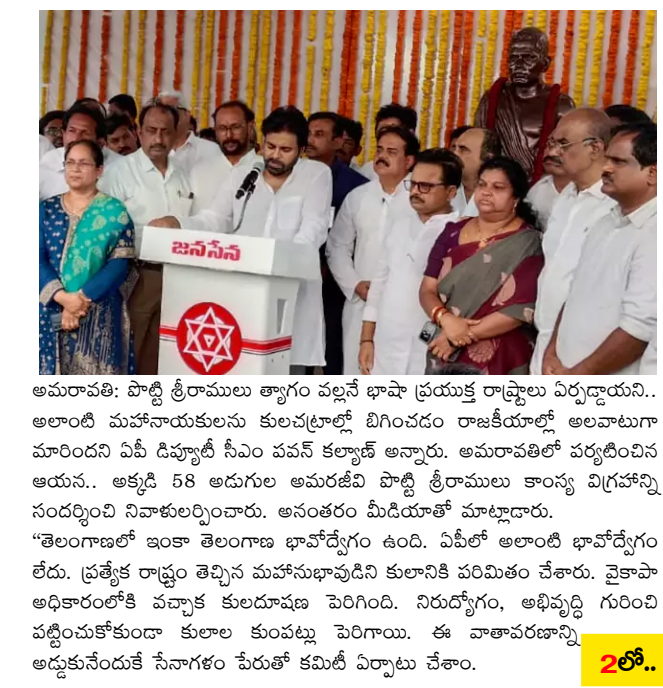 జనసేన
అమరావతి: పొట్టి శ్రీరాములు త్యాగం వల్లనే భాషా ప్రయుక్త రాష్ట్రాలు ఏర్పడ్డాయని..
అలాంటి మహానాయకులను కులచట్రాల్లో బిగించడం రాజకీయాల్లో అలవాటుగా
మారిందని ఏపీ డిప్యూటీ సీఎం పవన్ కల్యాణ్ అన్నారు. అమరావతిలో పర్యటించిన
ఆయన.. అక్కడి 58 అడుగుల అమరజీవి పొట్టి శ్రీరాములు కాంస్య విగ్రహాన్ని
సందర్శించి నివాళులర్పించారు. అనంతరం మీడియాతో మాట్లాడారు.
“తెలంగాణలో ఇంకా తెలంగాణ భావోద్వేగం ఉంది. ఏపీలో అలాంటి భావోద్వేగం
లేదు. ప్రత్యేక రాష్ట్రం తెచ్చిన మహానుభావుడిని కులానికి పరిమితం చేశారు. వైకాపా
అధికారంలోకి వచ్చాక కులదూషణ పెరిగింది. నిరుద్యోగం, అభివృద్ధి గురించి
పట్టించుకోకుండా కులాల కుంపట్లు పెరిగాయి. ఈ వాతావరణాన్ని
అడ్డుకునేందుకే సేనాగళం పేరుతో కమిటీ ఏర్పాటు చేశాం.
2లో..